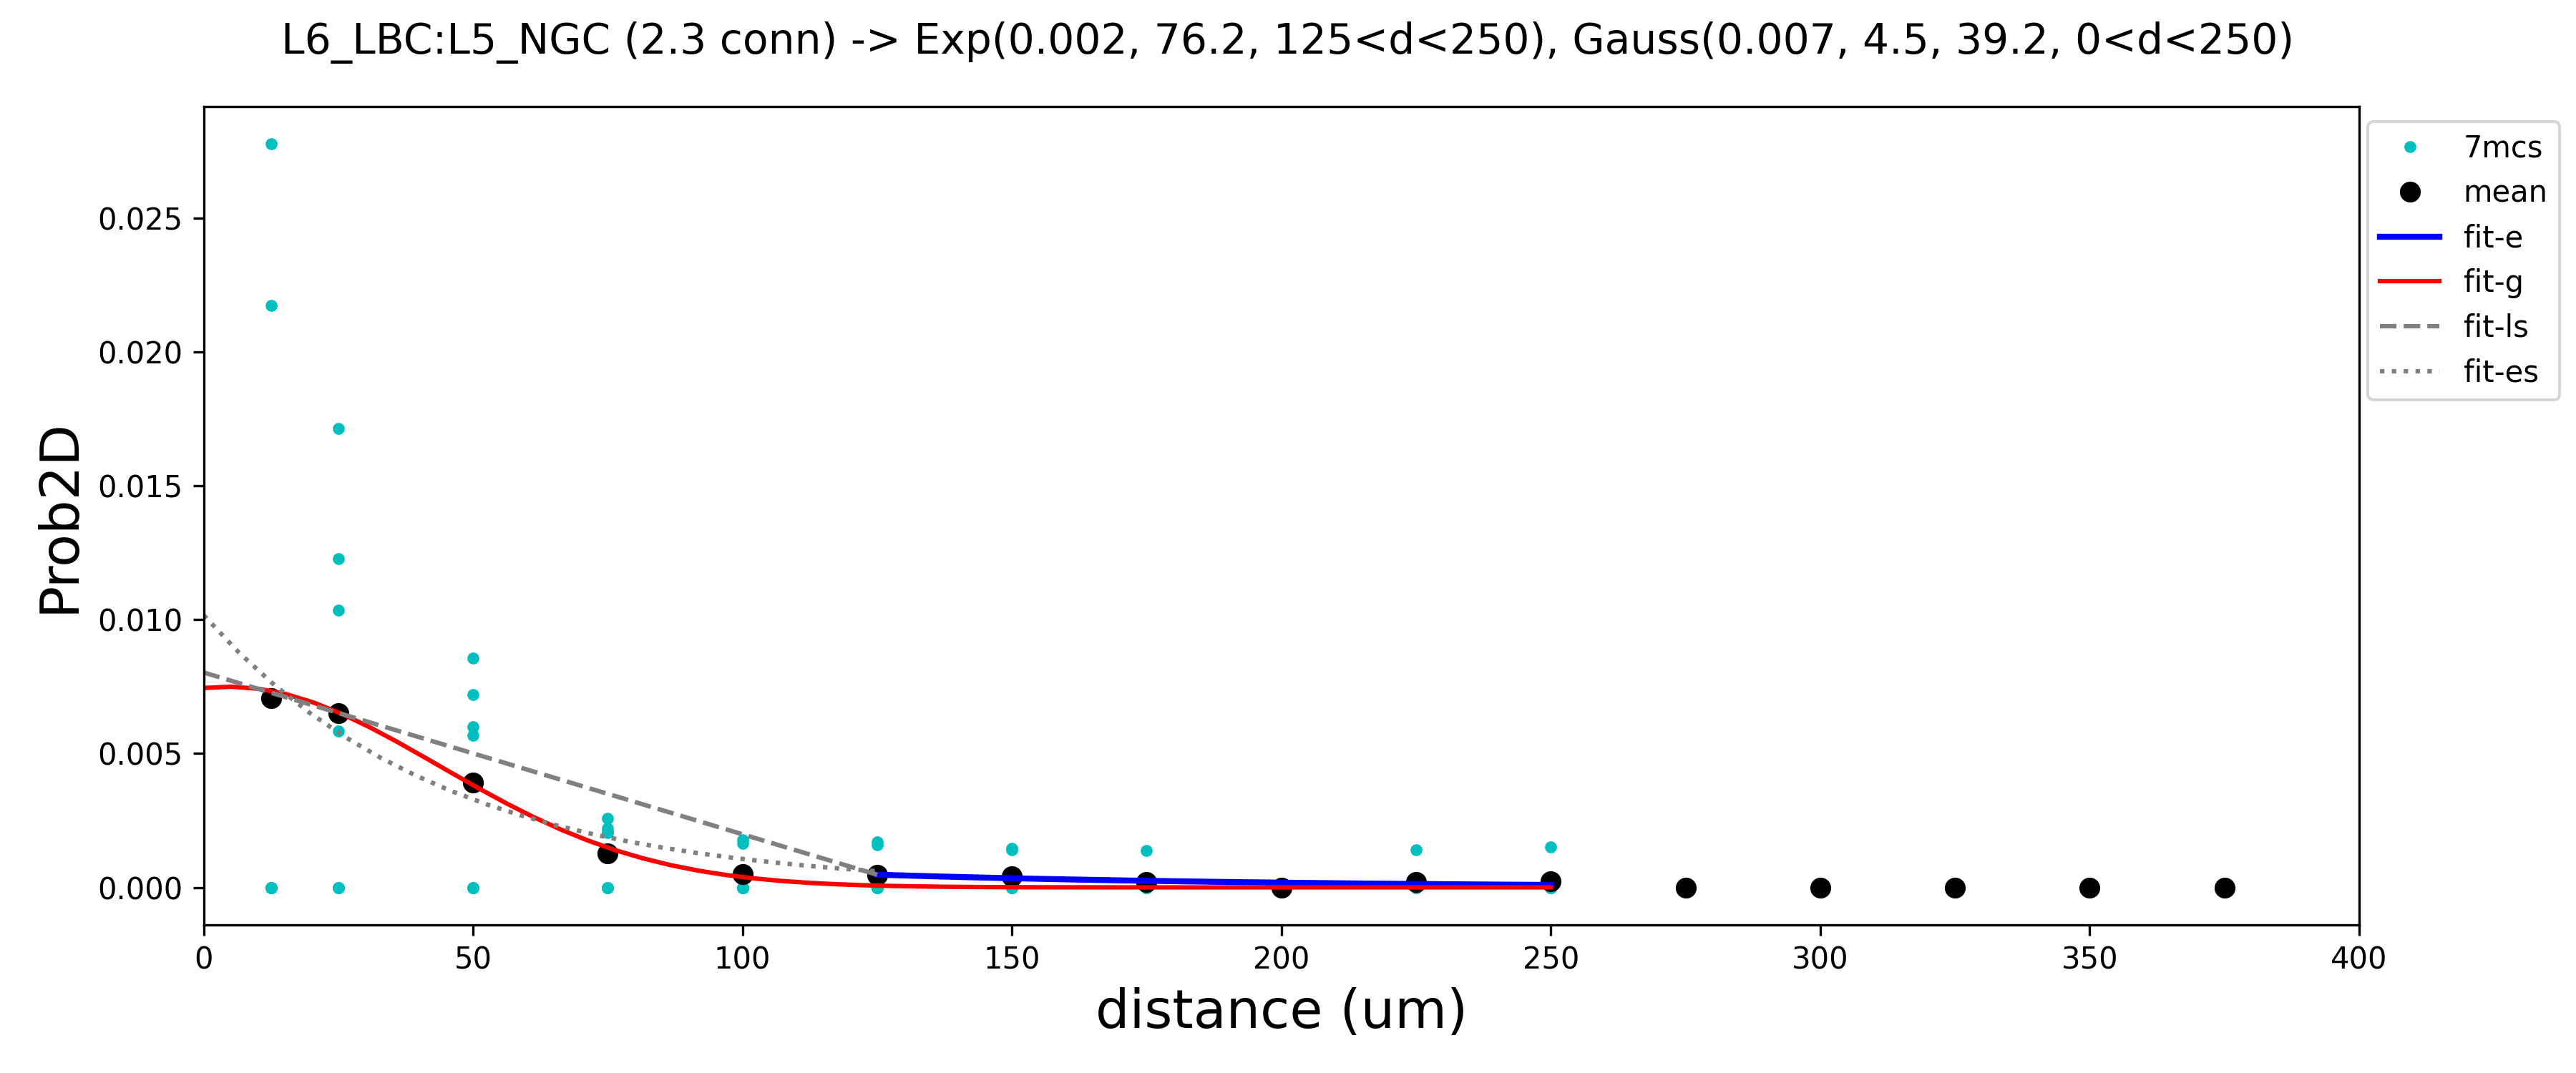 L6_LBC:L5_NGC (2.3 conn) -> Exp(0.002, 76.2, 125<d<250), Gauss(0.007, 4.5, 39.2, 0<d<250)
7mcs
mean
fit-e
fit-g
fit-ls
fit-es
Prob2D
0.025
0.020
0.015
0.010
0.005
0.000
0 50 100 150 200 250 300 350 400
distance (um)